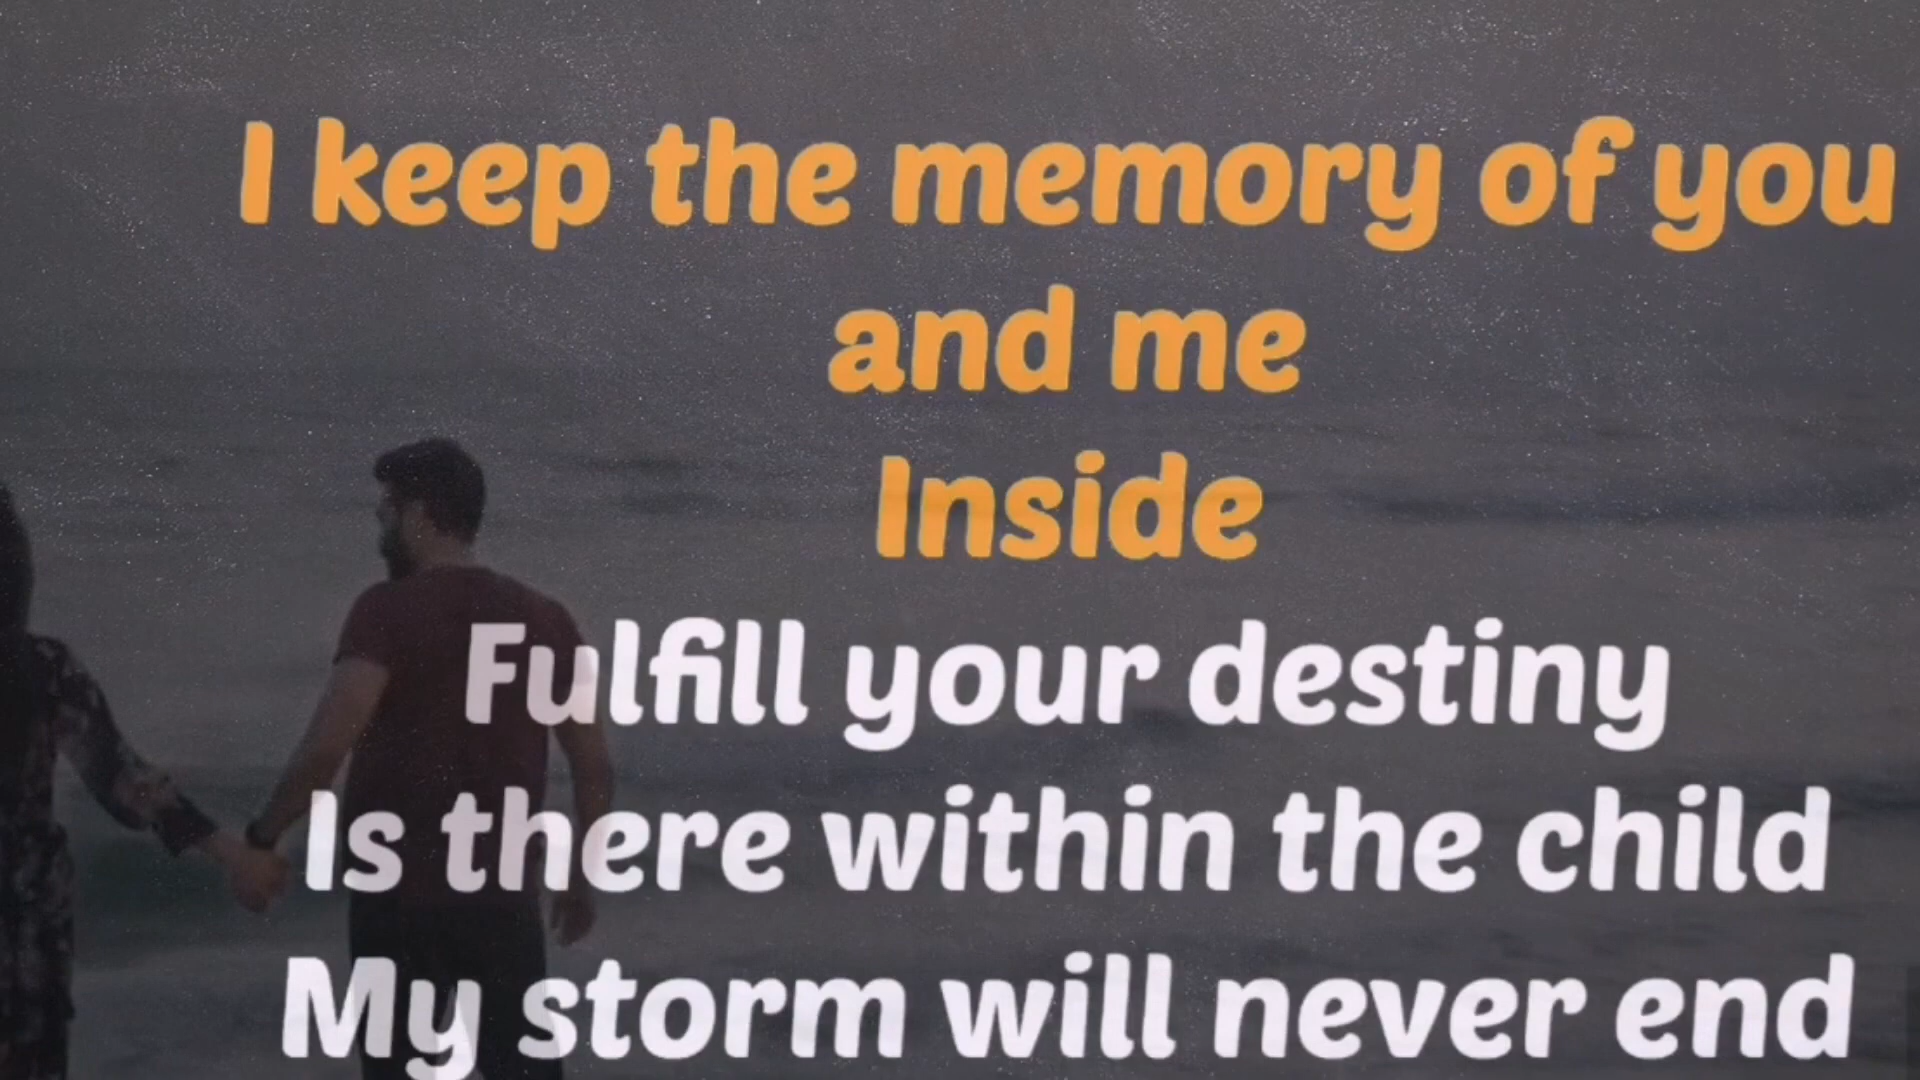 I keep the memory of you
and me
Inside
Fulfill your destiny
Is there within the child
My storm will never end